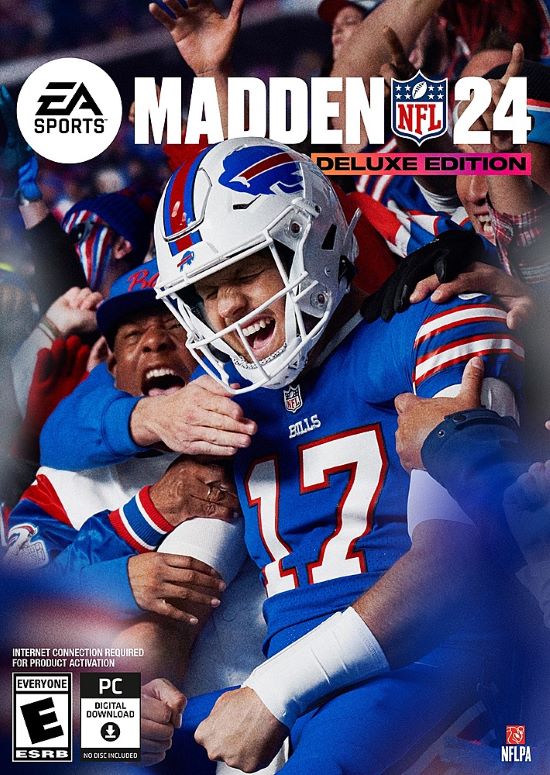 EA
SPORTS
MADDEN NFL 24
DELUXE EDITION
NFL
BILLS
17
INTERNET CONNECTION REQUIRED
FOR PRODUCT ACTIVATION
EVERYONE
E
ESRB
PC
DIGITAL
DOWNLOAD
NO DISC INCLUDED
NFLPA